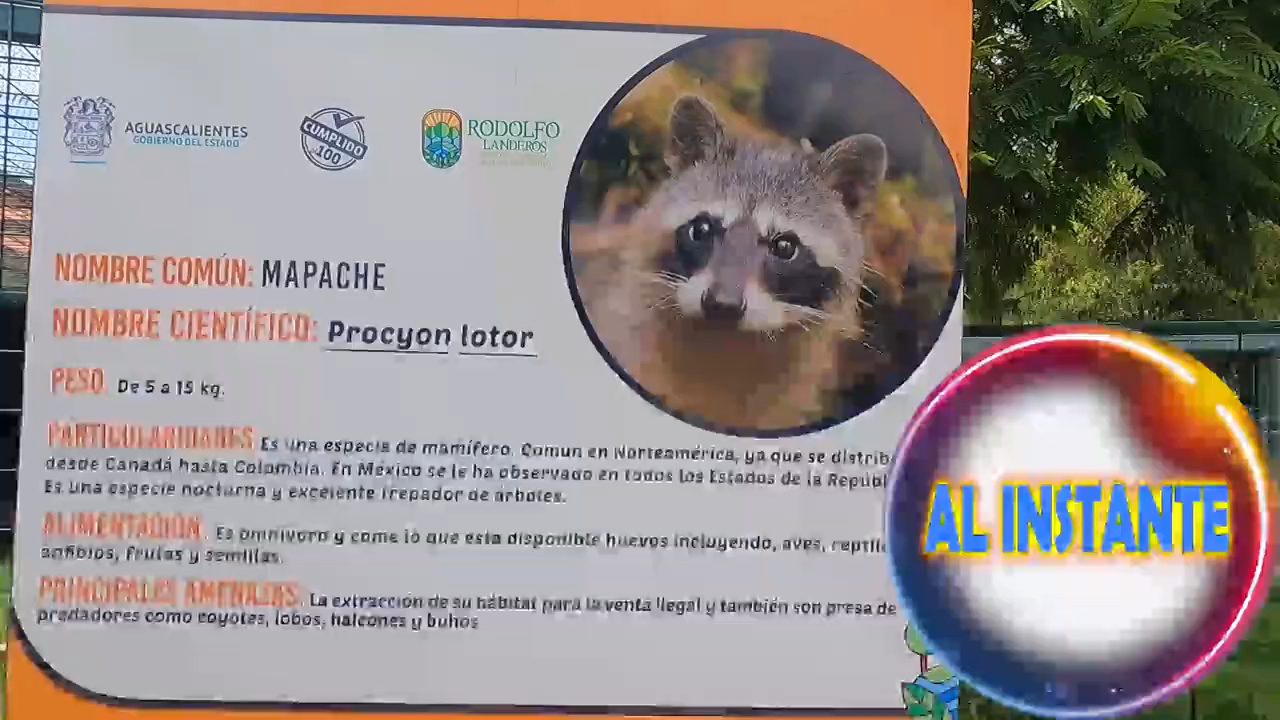 AGUASCALIENTES
GOBIERNO DEL ESTADO
CUMPLIDO
100
RODOLFO
LANDEROS
NOMBRE COMÚN: MAPACHE
NOMBRE CIENTÍFICO: Procyon lotor
PESO. De 5 a 15 kg.
PARTICULARIDADES. Es una especie de mamífero. Comun en Norteamérica, ya que se distrib
desde Canadá hasta Colombia. En México se le ha observado en todos los Estados de la Repúbl
Es una especie nocturna y excelente trepador de árboles.
ALIMENTACIÓN. Es omnívoro y come lo que esta disponible huevos incluyendo, aves, reptile
anfibios, frutas y semillas.
PRINCIPALES AMENAZAS. La extracción de su hábitat para la venta ilegal y también son presa de
predadores como coyotes, lobos, halcones y buhos
AL INSTANTE